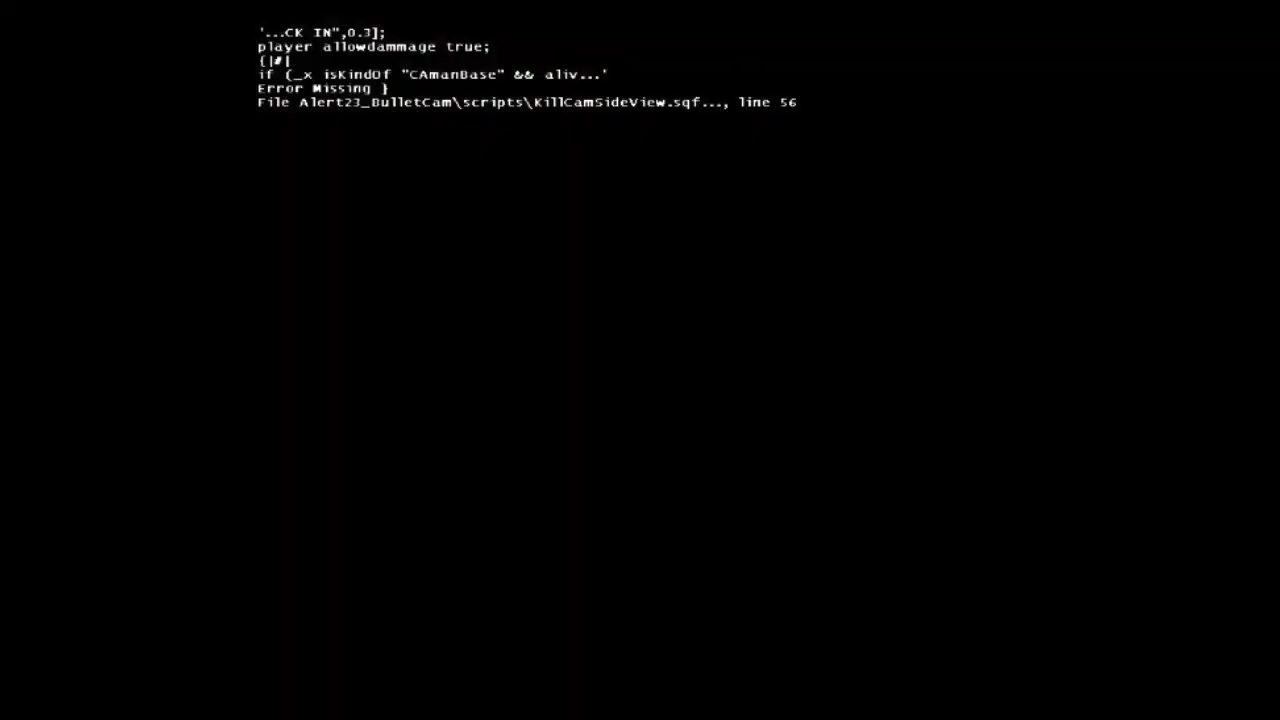 '...CK IN",0.3];
player allowdammage true;
{|#|
if (_x isKindOf "CAmanBase" && aliv...'
Error Missing }
File Alert23_BulletCam\scripts\KillCamSideView.sqf..., line 56